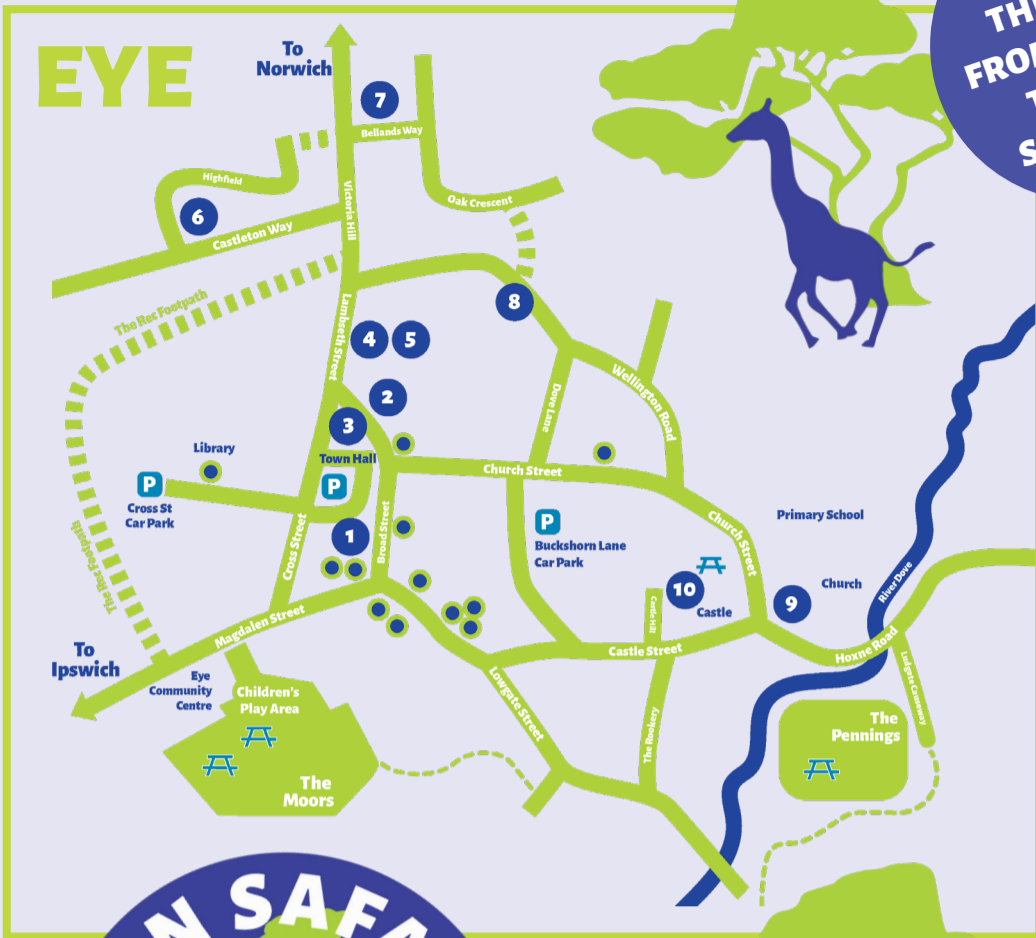 EYE
To
Norwich
7
Bellands Way
Highfield
Victoria Hill
Oak Crescent
6
Castleton Way
The Rec Footpath
8
Lambseth Street
4
5
2
3
Wellington Road
Dove Lane
Library
Town Hall
P
P
Church Street
Cross St
Car Park
1
Cross Street
Broad Street
P
Buckshorn Lane
Car Park
Church Street
Primary School
The Rec Footpath
10
Castle
Castle Hill
9
Church
River Dove
Magdalen Street
Castle Street
Hoxne Road
To
Ipswich
Eye
Community
Centre
Children's
Play Area
Lowgate Street
The Rookery
Ludgate Causeway
The
Pennings
The
Moors
N SAFA
TH
FRO
T
S